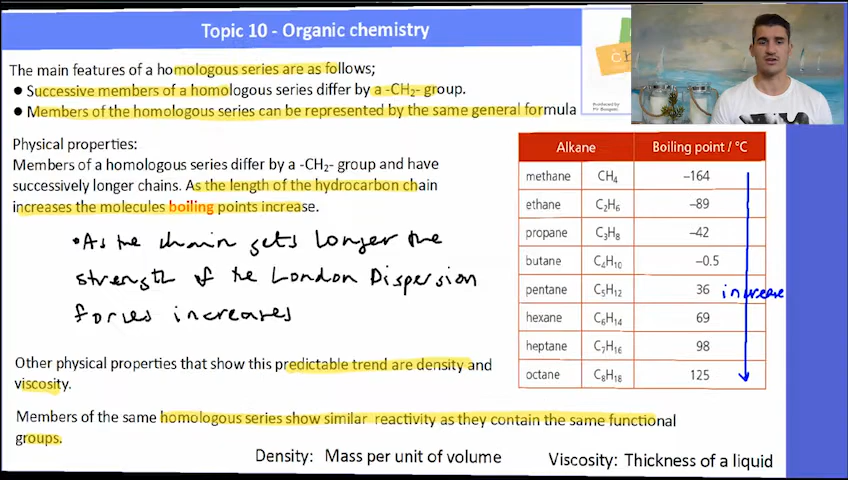 Topic 10 - Organic chemistry
The main features of a homologous series are as follows;
● Successive members of a homologous series differ by a -CH2- group.
● Members of the homologous series can be represented by the same general formula
Physical properties:
Members of a homologous series differ by a -CH2- group and have
successively longer chains. As the length of the hydrocarbon chain
increases the molecules boiling points increase.
• As the chain gets longer the
strength of the London Dispersion
forces increases
Other physical properties that show this predictable trend are density and
viscosity.
Members of the same homologous series show similar reactivity as they contain the same functional
groups.
Density: Mass per unit of volume
Viscosity: Thickness of a liquid
Alkane Boiling point / °C
methane CH4 –164
ethane C2H6 –89
propane C3H8 –42
butane C4H10 –0.5
pentane C5H12 36
increase
hexane C6H14 69
heptane C7H16 98
octane C8H18 125